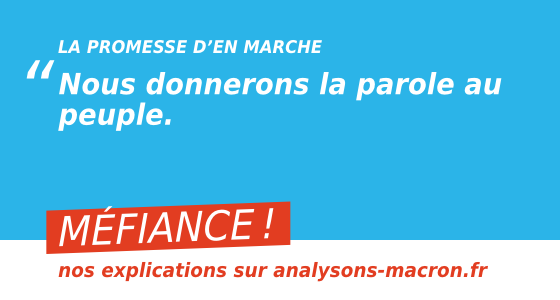 LA PROMESSE D’EN MARCHE
“ Nous donnerons la parole au
peuple.
MÉFIANCE !
nos explications sur analysons-macron.fr